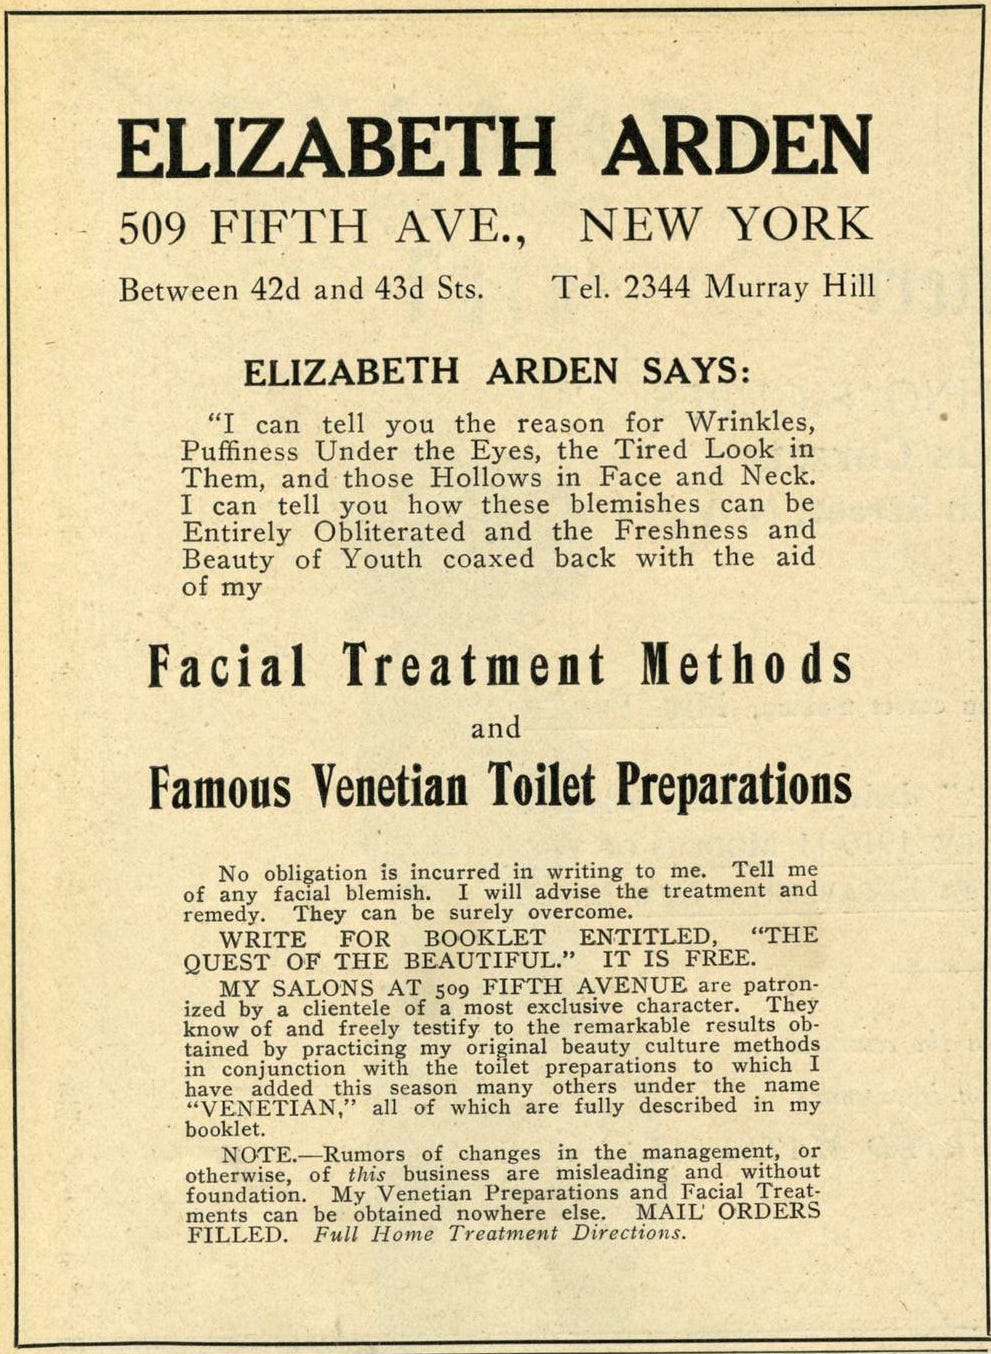 ELIZABETH ARDEN
509 FIFTH AVE., NEW YORK
Between 42d and 43d Sts. Tel. 2344 Murray Hill
ELIZABETH ARDEN SAYS:
“I can tell you the reason for Wrinkles,
Puffiness Under the Eyes, the Tired Look in
Them, and those Hollows in Face and Neck.
I can tell you how these blemishes can be
Entirely Obliterated and the Freshness and
Beauty of Youth coaxed back with the aid
of my
Facial Treatment Methods
and
Famous Venetian Toilet Preparations
No obligation is incurred in writing to me. Tell me
of any facial blemish. I will advise the treatment and
remedy. They can be surely overcome.
WRITE FOR BOOKLET ENTITLED, “THE
QUEST OF THE BEAUTIFUL.” IT IS FREE.
MY SALONS AT 509 FIFTH AVENUE are patron-
ized by a clientele of a most exclusive character. They
know of and freely testify to the remarkable results ob-
tained by practicing my original beauty culture methods
in conjunction with the toilet preparations to which I
have added this season many others under the name
“VENETIAN,” all of which are fully described in my
booklet.
NOTE.—Rumors of changes in the management, or
otherwise, of this business are misleading and without
foundation. My Venetian Preparations and Facial Treat-
ments can be obtained nowhere else. MAIL ORDERS
FILLED. Full Home Treatment Directions.